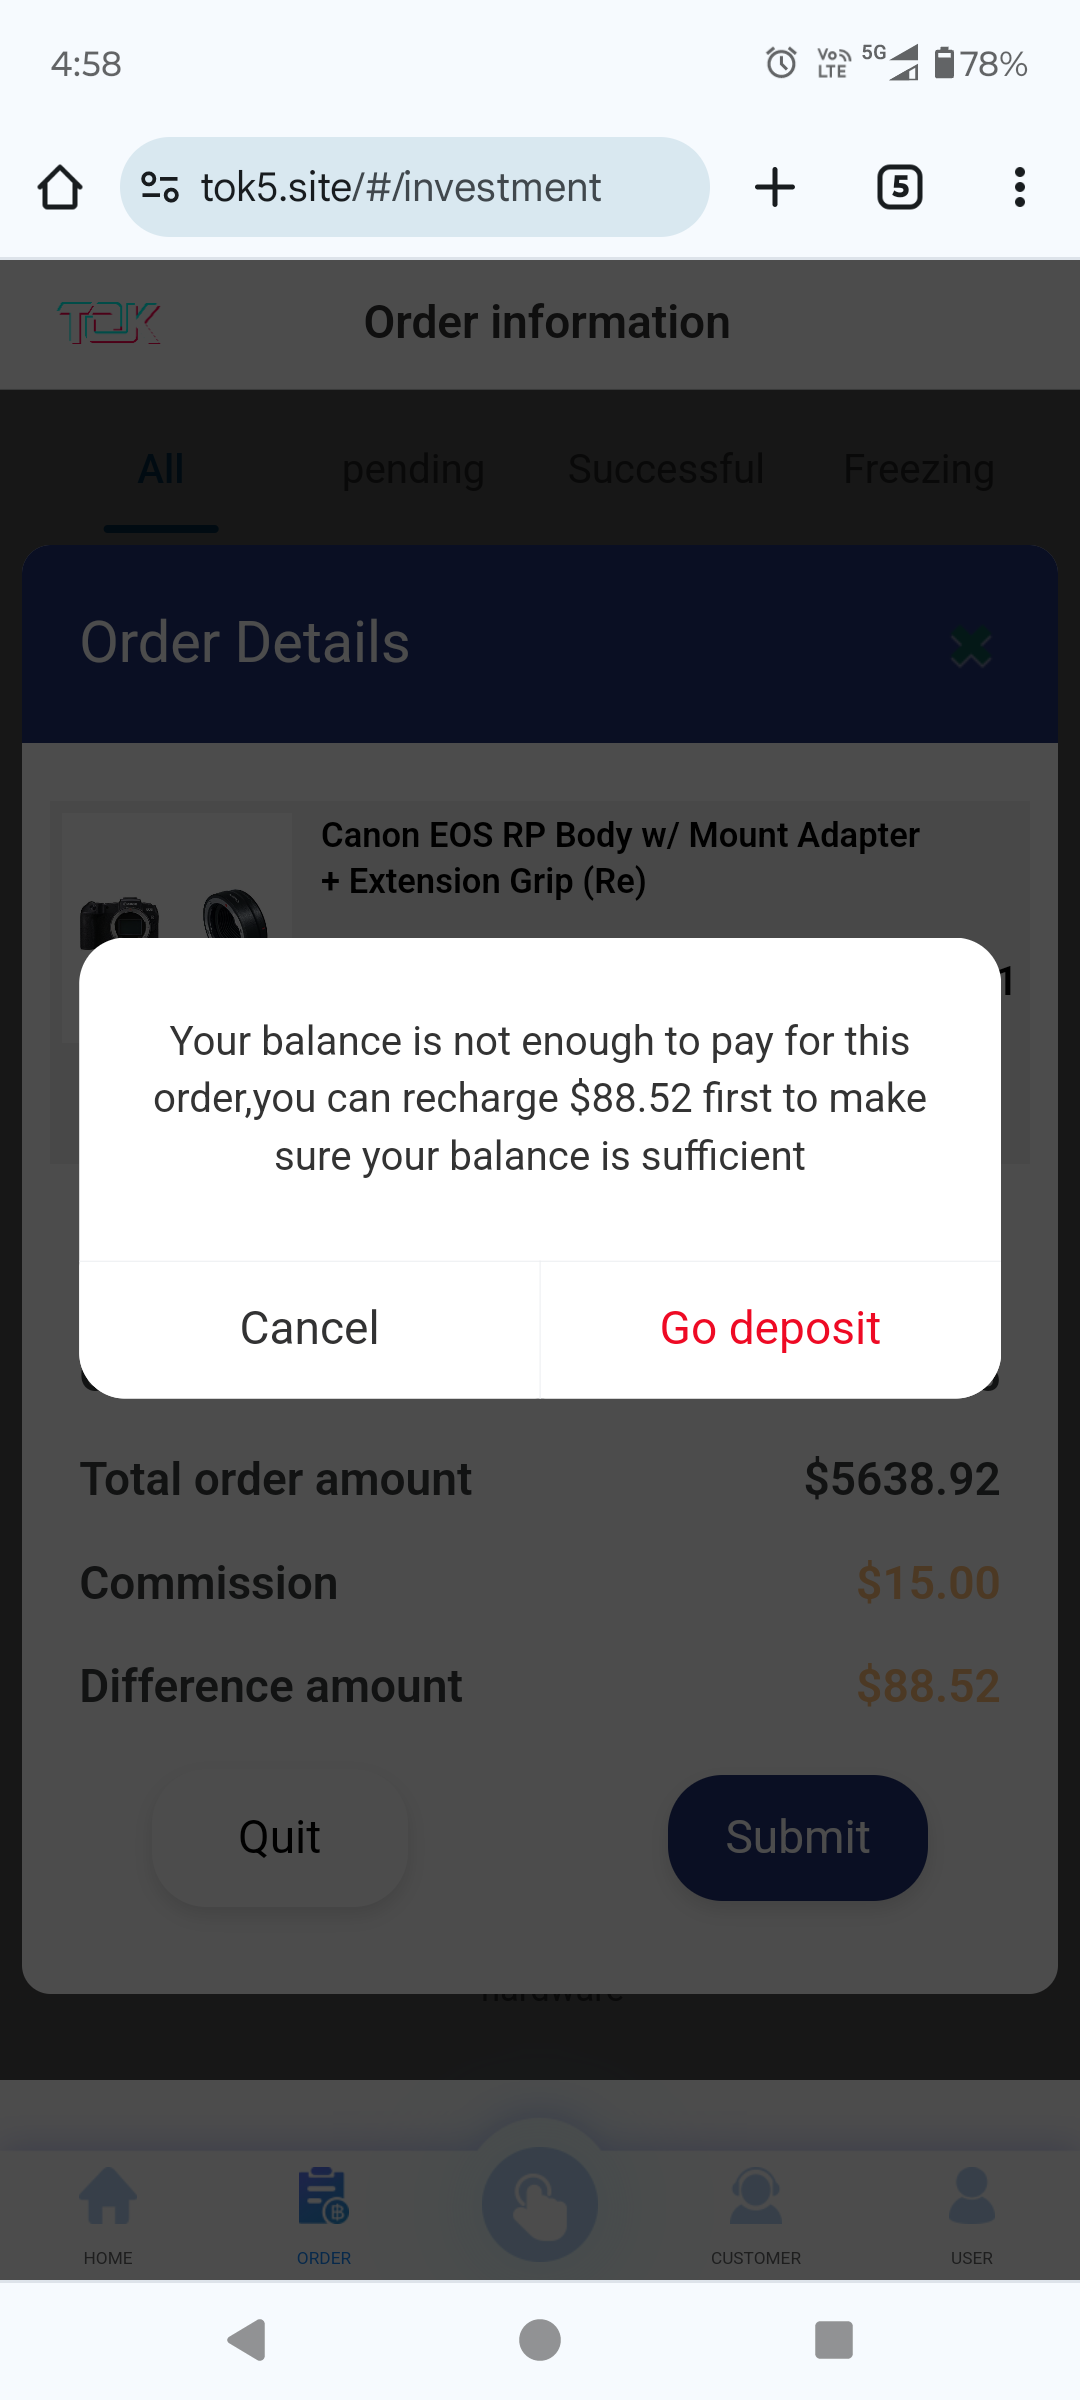 4:58
Vo LTE 5G 78%
tok5.site/#/investment
5
TOK
Order information
All pending Successful Freezing
Order Details
Canon EOS RP Body w/ Mount Adapter
+ Extension Grip (Re)
1
Your balance is not enough to pay for this
order,you can recharge $88.52 first to make
sure your balance is sufficient
Cancel Go deposit
Total order amount $5638.92
Commission $15.00
Difference amount $88.52
Quit Submit
hardware
HOME ORDER CUSTOMER USER